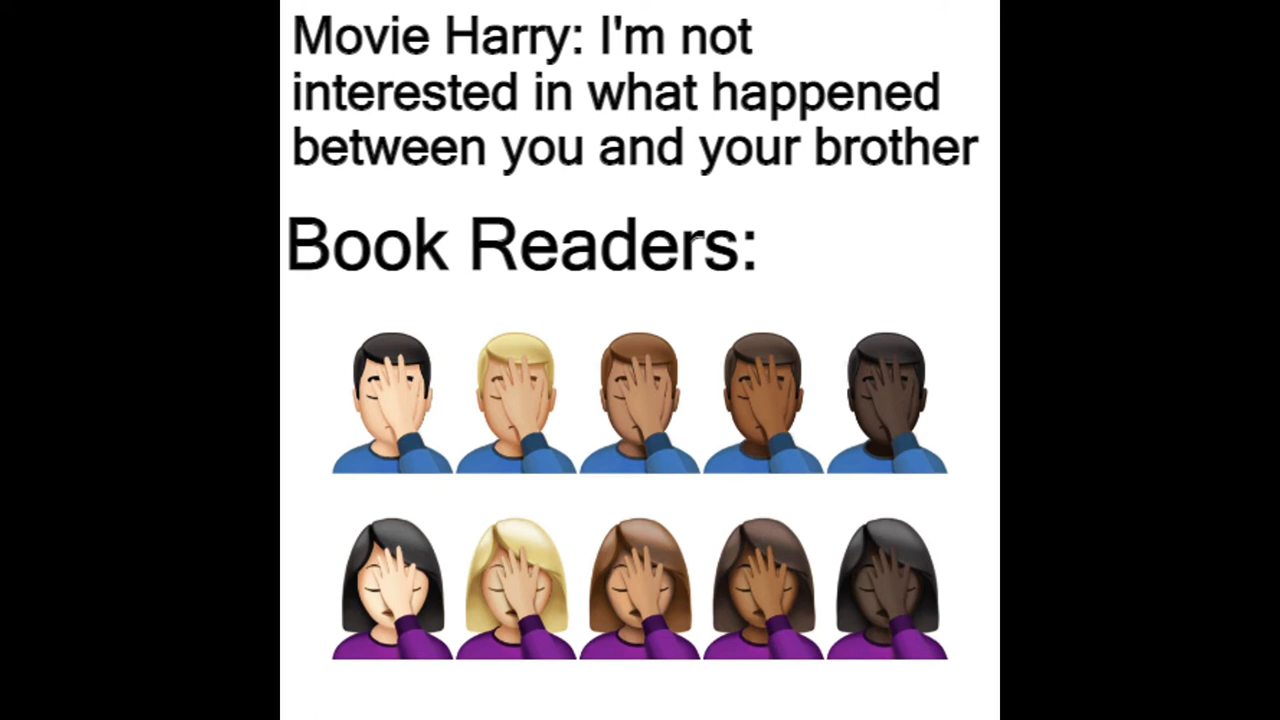 Movie Harry: I'm not
interested in what happened
between you and your brother
Book Readers: